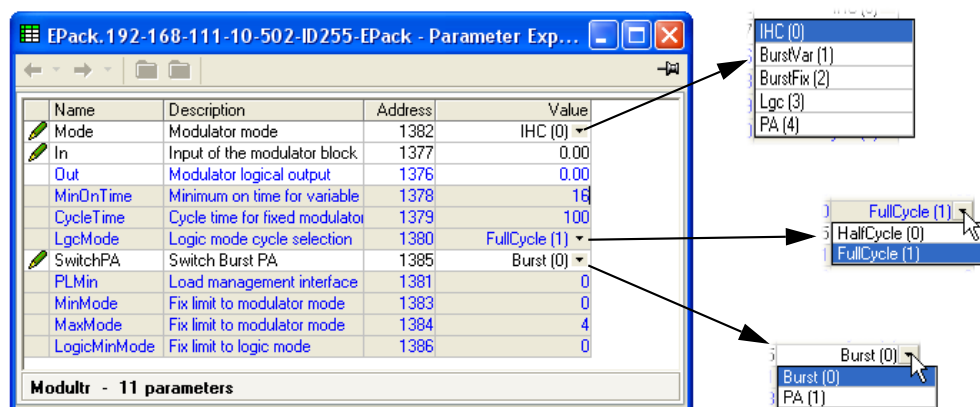 EPack.192-168-111-10-502-ID255-EPack - Parameter Exp...
Name Description Address Value
Mode Modulator mode 1382 IHC (0)
In Input of the modulator block 1377 0.00
Out Modulator logical output 1376 0.00
MinOnTime Minimum on time for variable 1378 16
CycleTime Cycle time for fixed modulator 1379 100
LgcMode Logic mode cycle selection 1380 FullCycle (1)
SwitchPA Switch Burst PA 1385 Burst (0)
PLMin Load management interface 1381 0
MinMode Fix limit to modulator mode 1383 0
MaxMode Fix limit to modulator mode 1384 4
LogicMinMode Fix limit to logic mode 1386 0
Modultr - 11 parameters
IHC (0)
BurstVar (1)
BurstFix (2)
Lgc (3)
PA (4)
FullCycle (1)
HalfCycle (0)
FullCycle (1)
Burst (0)
Burst (0)
PA (1)